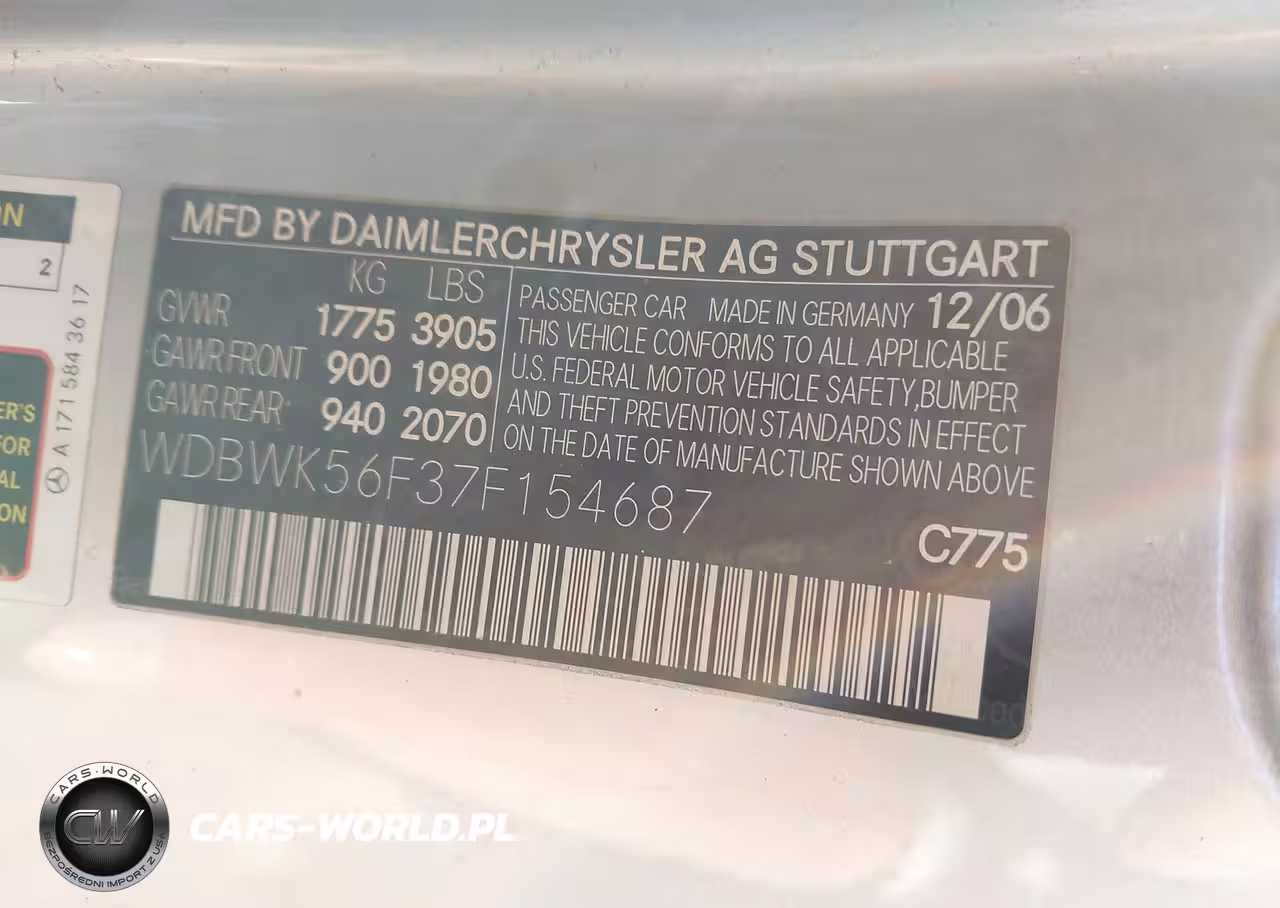 ON
2
A 171 584 36 17
ER'S
FOR
AL
ON
MFD BY DAIMLERCHRYSLER AG STUTTGART
KG LBS
GVWR 1775 3905
GAWR FRONT 900 1980
GAWR REAR 940 2070
PASSENGER CAR MADE IN GERMANY 12/06
THIS VEHICLE CONFORMS TO ALL APPLICABLE
U.S. FEDERAL MOTOR VEHICLE SAFETY,BUMPER
AND THEFT PREVENTION STANDARDS IN EFFECT
ON THE DATE OF MANUFACTURE SHOWN ABOVE
WDBWK56F37F154687
C775
CARS-WORLD
CW
BEZPOŚREDNI IMPORT Z USA
CARS-WORLD.PL